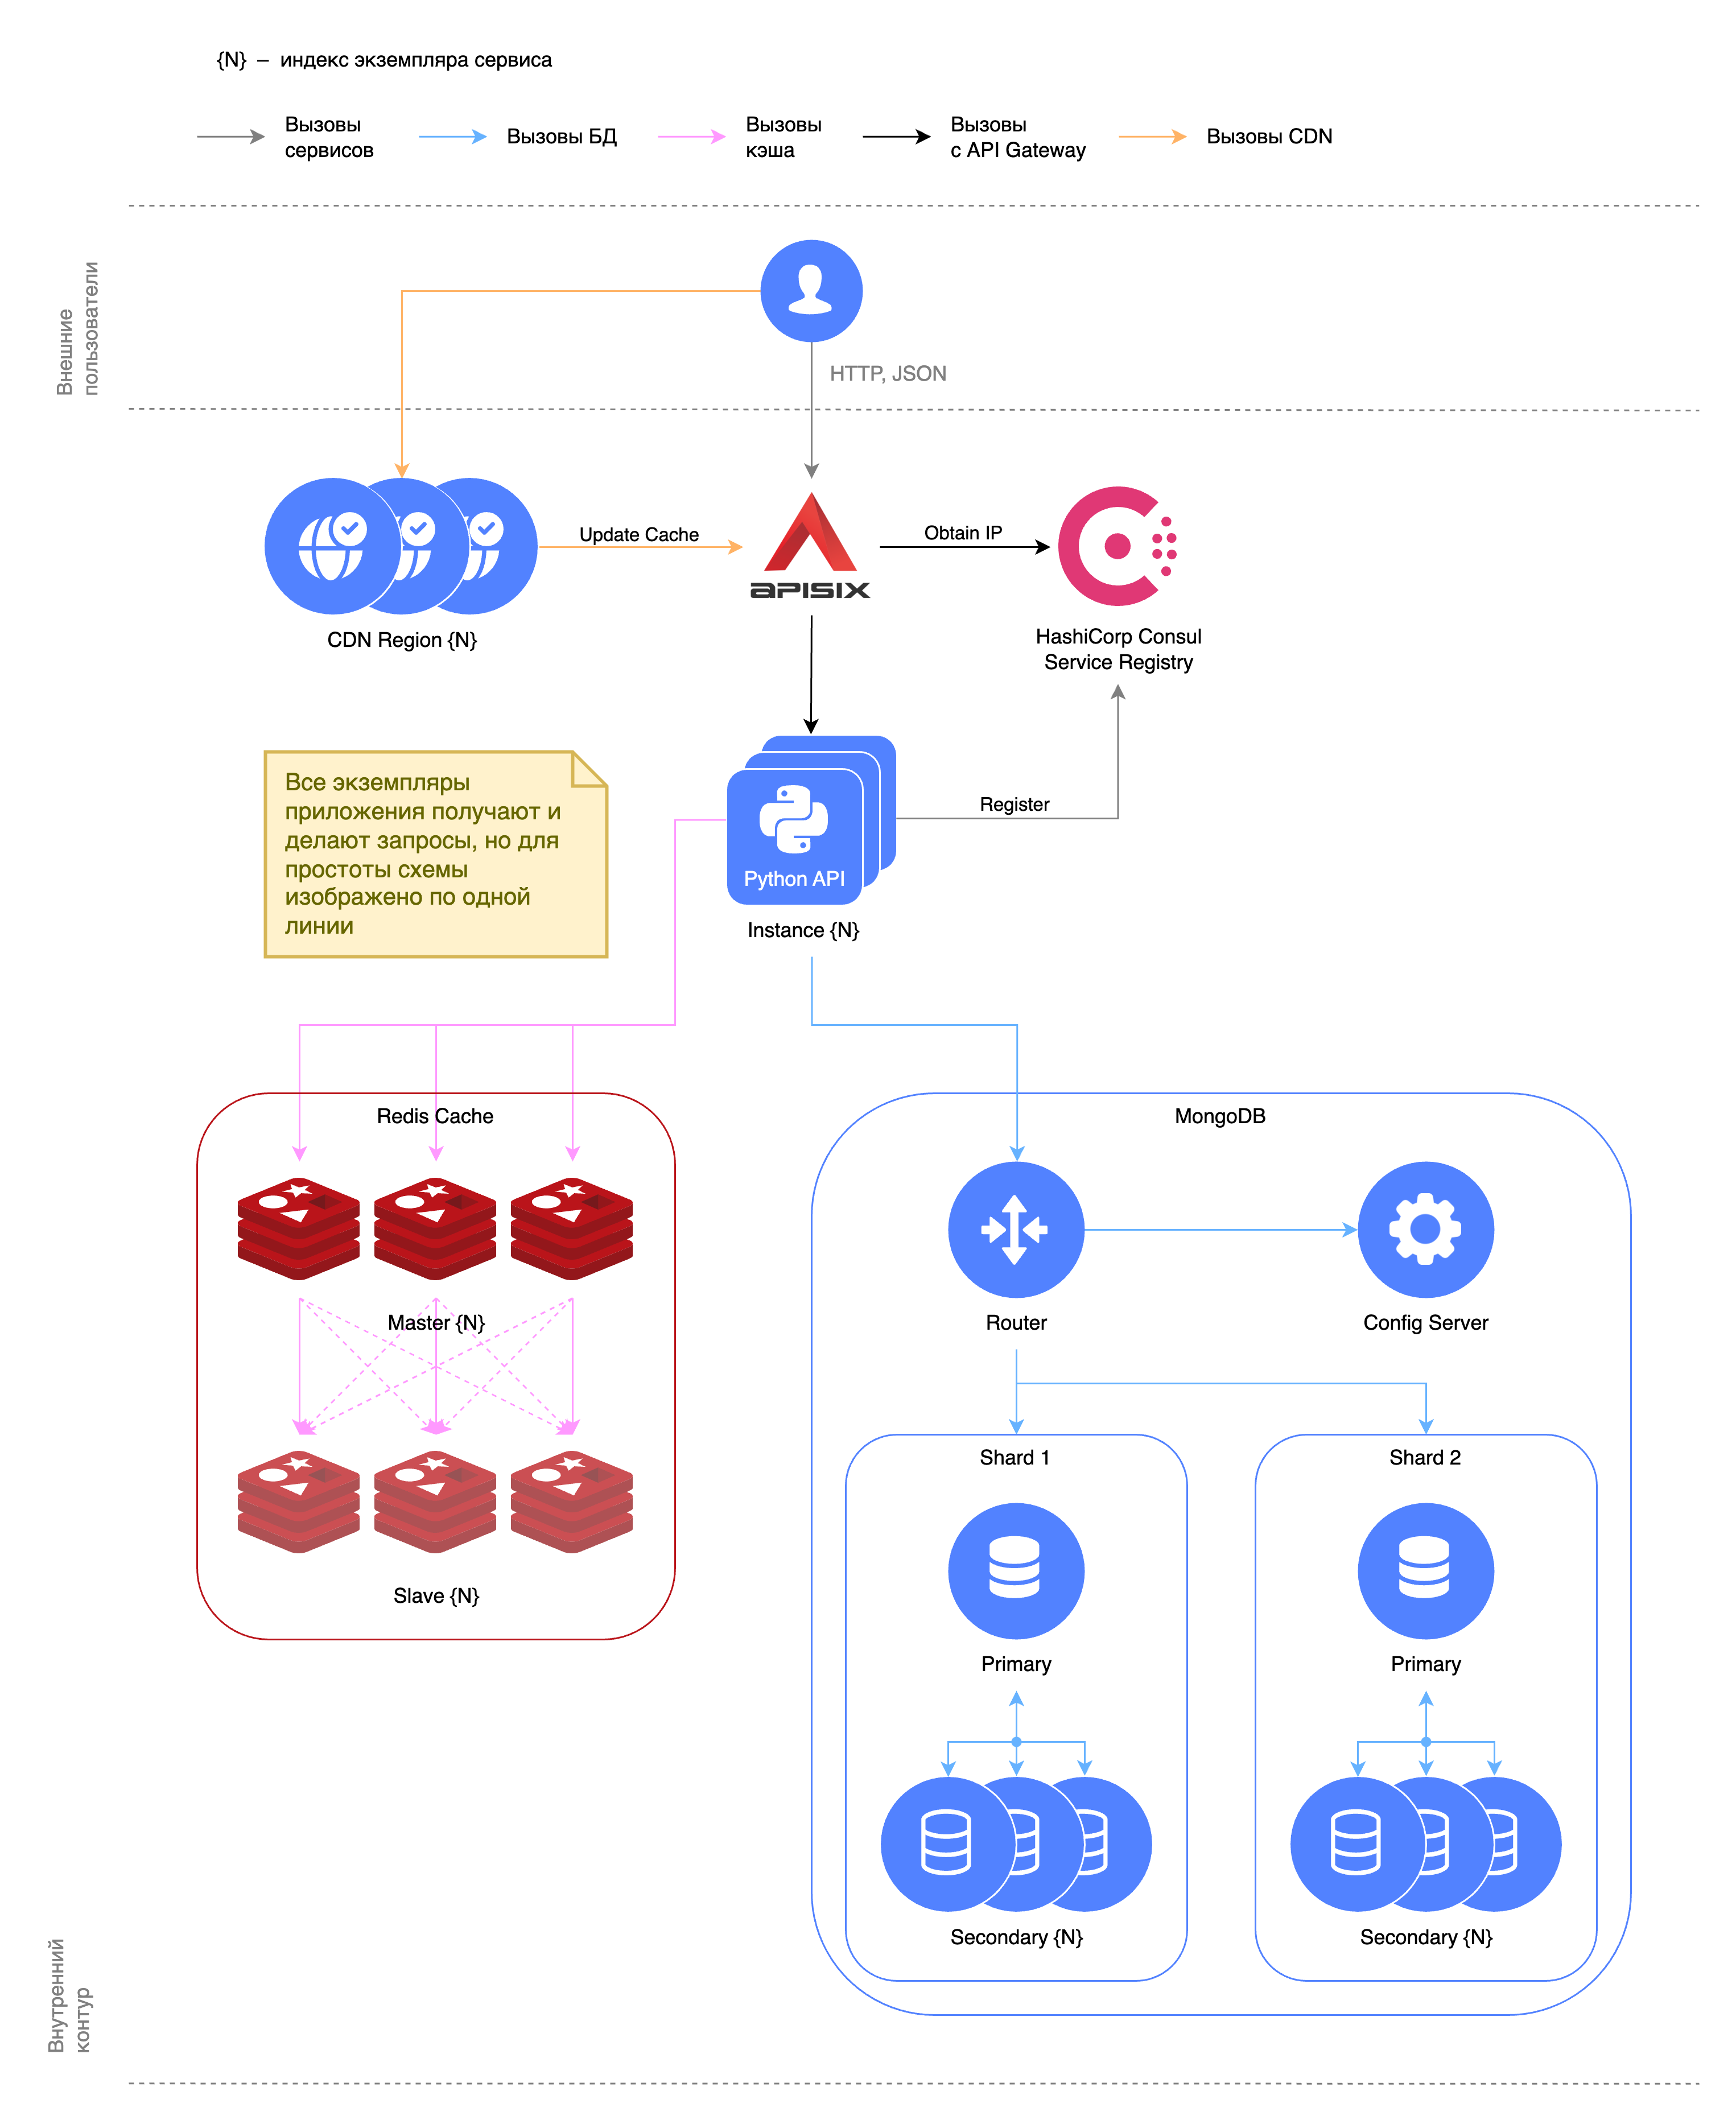 {N} – индекс экземпляра сервиса
Вызовы
сервисов
Вызовы БД
Вызовы
кэша
Вызовы
с API Gateway
Вызовы CDN
Внешние
пользователи
HTTP, JSON
Update Cache
APISIX
Obtain IP
CDN Region {N}
HashiCorp Consul
Service Registry
Все экземпляры
приложения получают и
делают запросы, но для
простоты схемы
изображено по одной
линии
Python API
Register
Instance {N}
Redis Cache
MongoDB
Master {N}
Router
Config Server
Shard 1
Shard 2
Slave {N}
Primary
Primary
Secondary {N}
Secondary {N}
Внутренний
контур